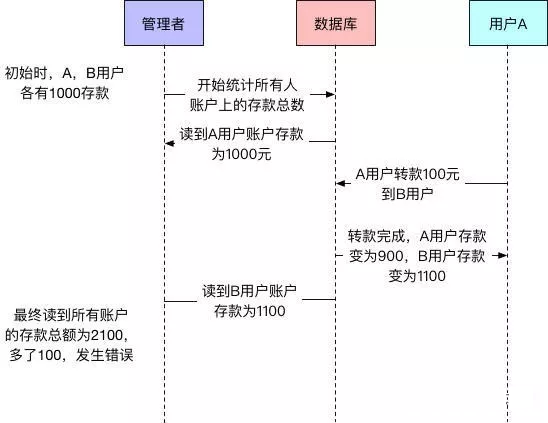 管理者
数据库
用户A
初始时，A，B用户
各有1000存款
开始统计所有人
账户上的存款总数
读到A用户账户存款
为1000元
A用户转款100元
到B用户
转款完成，A用户存款
变为900，B用户存款
变为1100
读到B用户账户
存款为1100
最终读到所有账户
的存款总额为2100，
多了100，发生错误